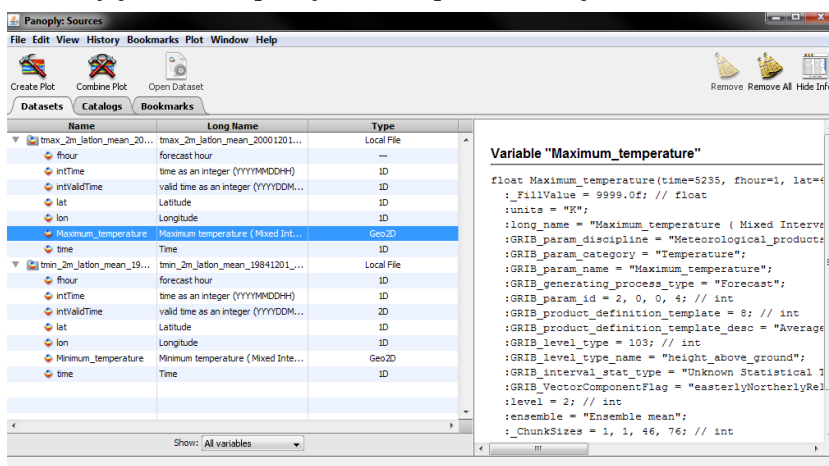 Panoply: Sources
File Edit View History Bookmarks Plot Window Help
Create Plot Combine Plot Open Dataset Remove Remove All Hide Info
Datasets Catalogs Bookmarks
Name Long Name Type
tmax_2m_latlon_mean_20... tmax_2m_latlon_mean_20001201... Local File
fhour forecast hour —
intTime time as an integer (YYYYMMDDHH) 1D
intValidTime valid time as an integer (YYYYDDM... 1D
lat Latitude 1D
lon Longitude 1D
Maximum_temperature Maximum temperature ( Mixed Int... Geo2D
time Time 1D
tmin_2m_latlon_mean_19... tmin_2m_latlon_mean_19841201_... Local File
fhour forecast hour 1D
intTime time as an integer (YYYYMMDDHH) 1D
intValidTime valid time as an integer (YYYYDDM... 2D
lat Latitude 1D
lon Longitude 1D
Minimum_temperature Minimum temperature ( Mixed Inte... Geo2D
time Time 1D
Show: All variables
Variable "Maximum_temperature"
float Maximum_temperature(time=5235, fhour=1, lat=4
:_FillValue = 9999.0f; // float
:units = "K";
:long_name = "Maximum_temperature ( Mixed Interva
:GRIB_param_discipline = "Meteorological_products
:GRIB_param_category = "Temperature";
:GRIB_param_name = "Maximum_temperature";
:GRIB_generating_process_type = "Forecast";
:GRIB_param_id = 2, 0, 0, 4; // int
:GRIB_product_definition_template = 8; // int
:GRIB_product_definition_template_desc = "Average
:GRIB_level_type = 103; // int
:GRIB_level_type_name = "height_above_ground";
:GRIB_interval_stat_type = "Unknown Statistical T
:GRIB_VectorComponentFlag = "easterlyNortherlyRel
:level = 2; // int
:ensemble = "Ensemble mean";
:_ChunkSizes = 1, 1, 46, 76; // int